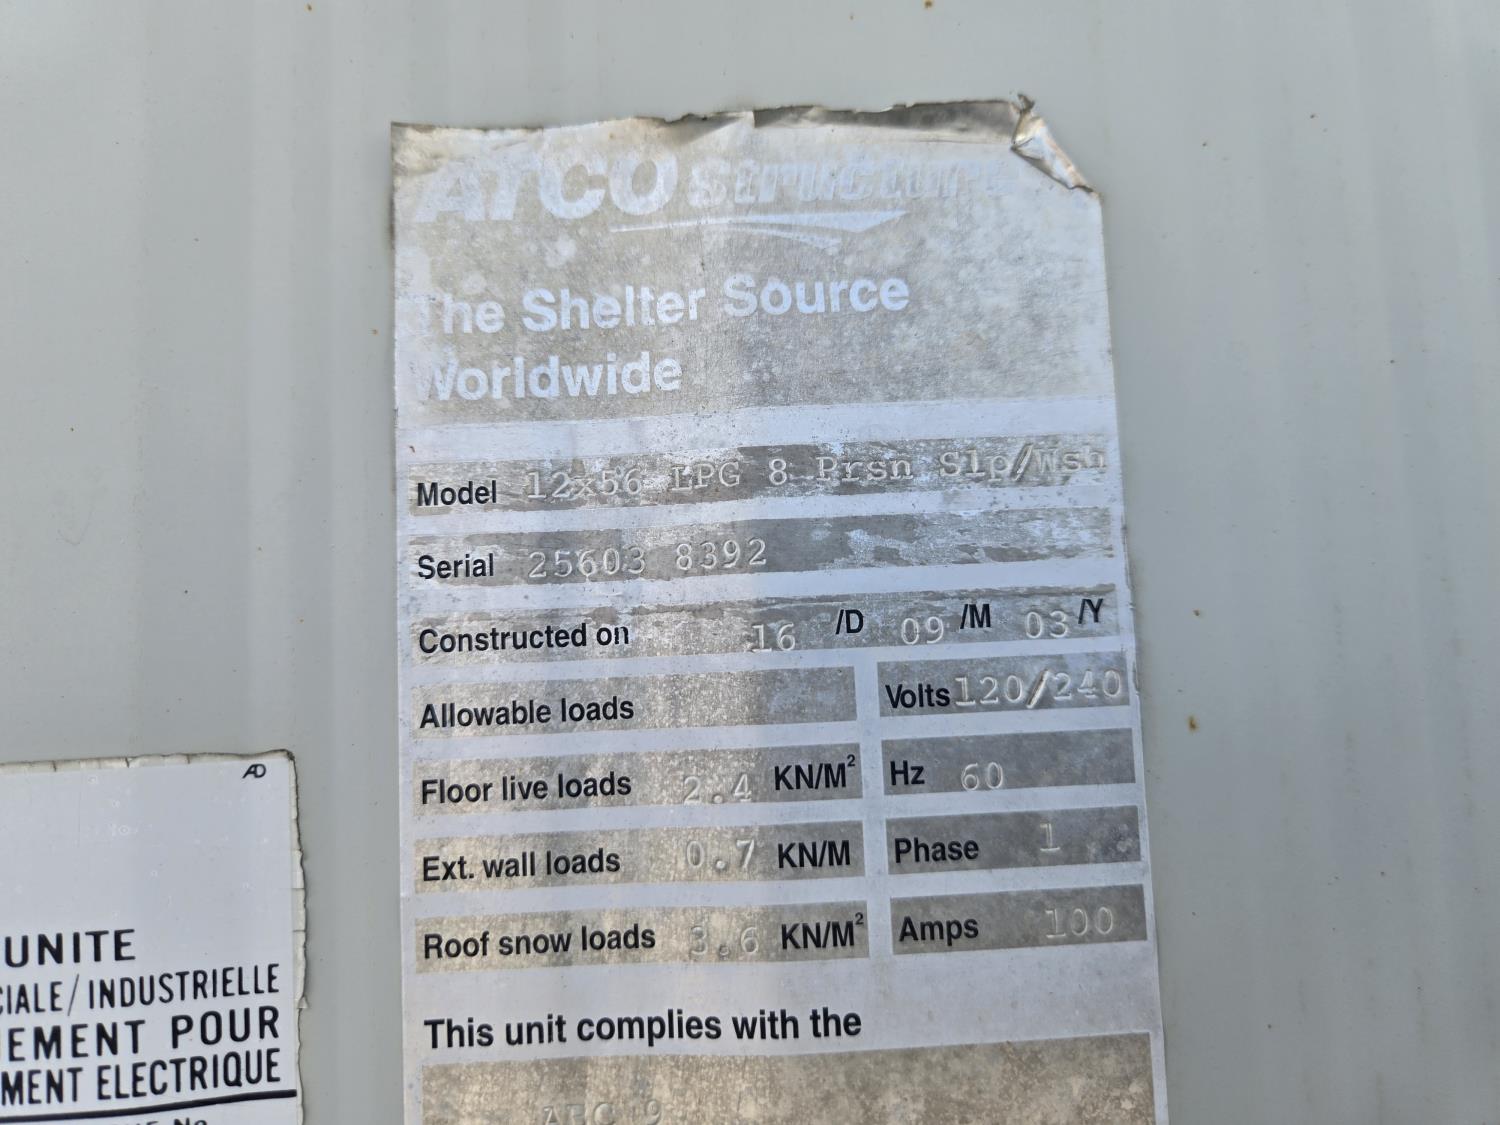 ATCO structure
The Shelter Source
Worldwide
Model 12x56 LPG 8 Prsn Slp/Wsh
Serial 25603 8392
Constructed on 16 /D 09 /M 03 /Y
Allowable loads
Volts 120/240
Floor live loads 2.4 KN/M²
Hz 60
Ext. wall loads 0.7 KN/M
Phase 1
Roof snow loads 3.6 KN/M²
Amps 100
This unit complies with the
UNITE
CIALE/INDUSTRIELLE
EMENT POUR
MENT ELECTRIQUE